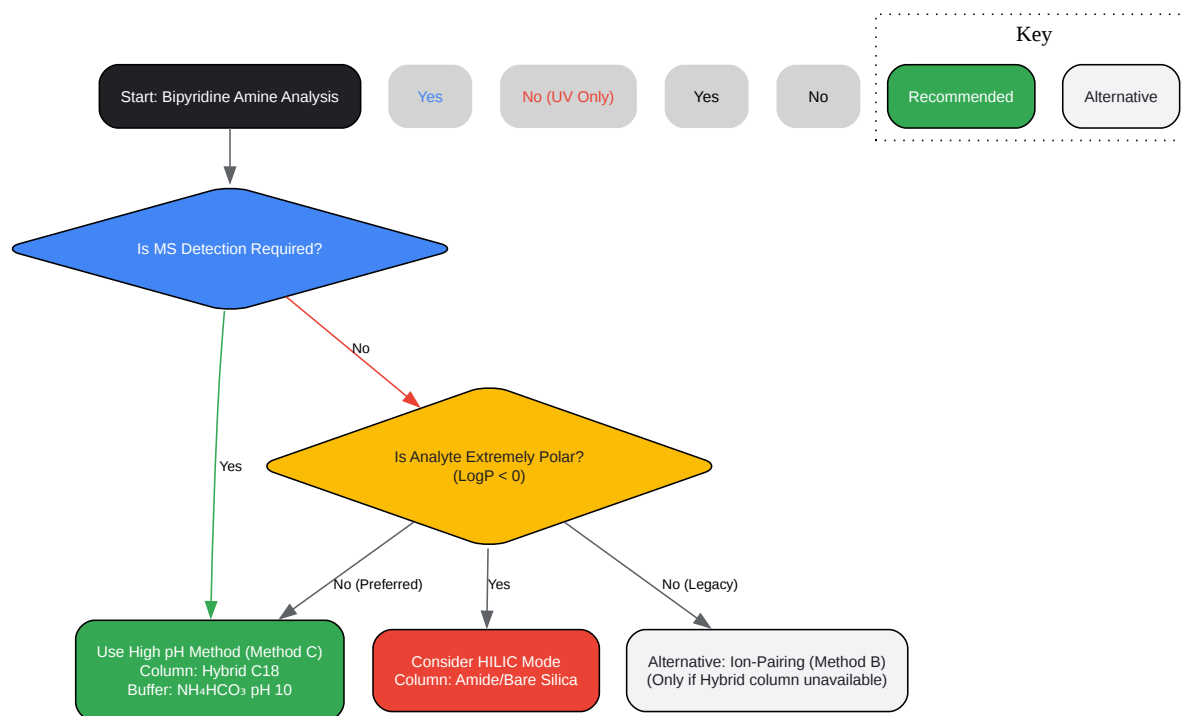 Key
Start: Bipyridine Amine Analysis
Yes
No (UV Only)
Yes
No
Recommended
Alternative
Is MS Detection Required?
No
Is Analyte Extremely Polar?
(LogP < 0)
Yes
No (Preferred)
Yes
No (Legacy)
Use High pH Method (Method C)
Column: Hybrid C18
Buffer: NH₄HCO₃ pH 10
Consider HILIC Mode
Column: Amide/Bare Silica
Alternative: Ion-Pairing (Method B)
(Only if Hybrid column unavailable)